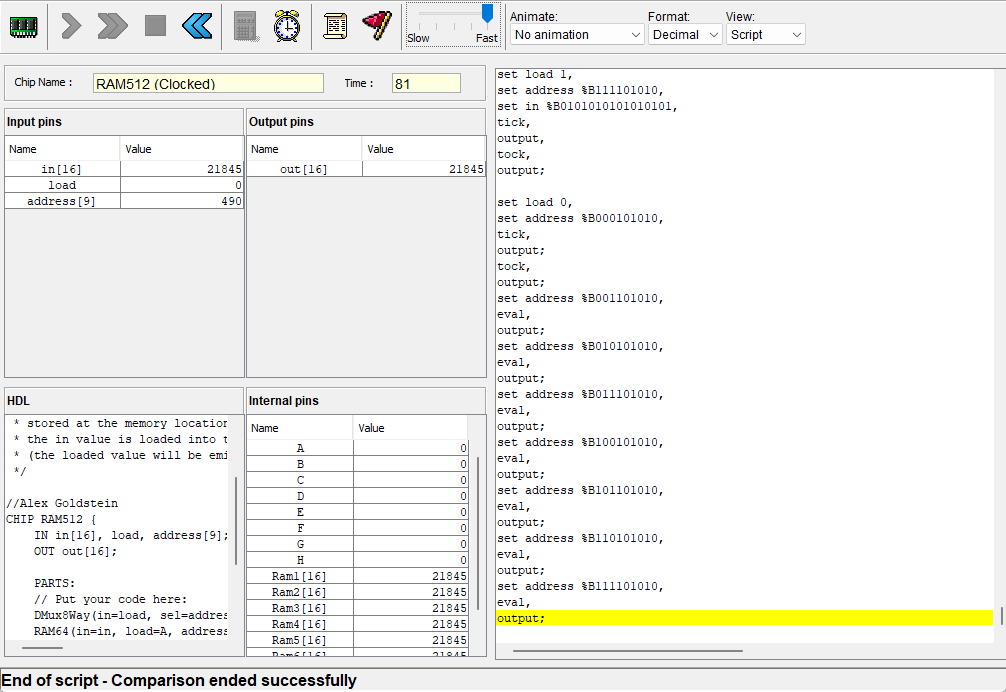 Slow
Fast
Animate:
No animation
Format:
Decimal
View:
Script
Chip Name :
RAM512 (Clocked)
Time :
81
Input pins
Name Value
in[16] 21845
load 0
address[9] 490
Output pins
Name Value
out[16] 21845
HDL
* stored at the memory location
* the in value is loaded into t
* (the loaded value will be emi
*/
//Alex Goldstein
CHIP RAM512 {
IN in[16], load, address[9];
OUT out[16];
PARTS:
// Put your code here:
DMux8Way(in=load, sel=addres
RAM64(in=in, load=A, address
Internal pins
Name Value
A 0
B 0
C 0
D 0
E 0
F 0
G 0
H 0
Ram1[16] 21845
Ram2[16] 21845
Ram3[16] 21845
Ram4[16] 21845
Ram5[16] 21845
Ram6[16] 21845
set load 1,
set address %B111101010,
set in %B0101010101010101,
tick,
output,
tock,
output;
set load 0,
set address %B000101010,
tick,
output;
tock,
output;
set address %B001101010,
eval,
output;
set address %B010101010,
eval,
output;
set address %B011101010,
eval,
output;
set address %B100101010,
eval,
output;
set address %B101101010,
eval,
output;
set address %B110101010,
eval,
output;
set address %B111101010,
eval,
output;
End of script - Comparison ended successfully